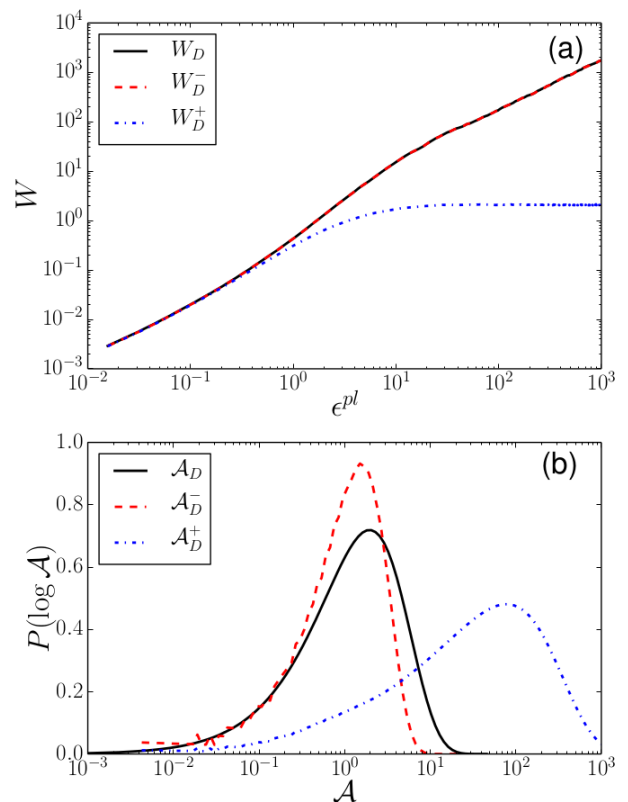 (a)
W_D
W_D^-
W_D^+
10^4
10^3
10^2
10^1
10^0
10^{-1}
10^{-2}
10^{-3}
W
10^{-2} 10^{-1} 10^0 10^1 10^2 10^3
ϵ^{pl}
(b)
𝒜_D
𝒜_D^-
𝒜_D^+
1.0
0.8
0.6
0.4
0.2
0.0
P(log 𝒜)
10^{-3} 10^{-2} 10^{-1} 10^0 10^1 10^2 10^3
𝒜